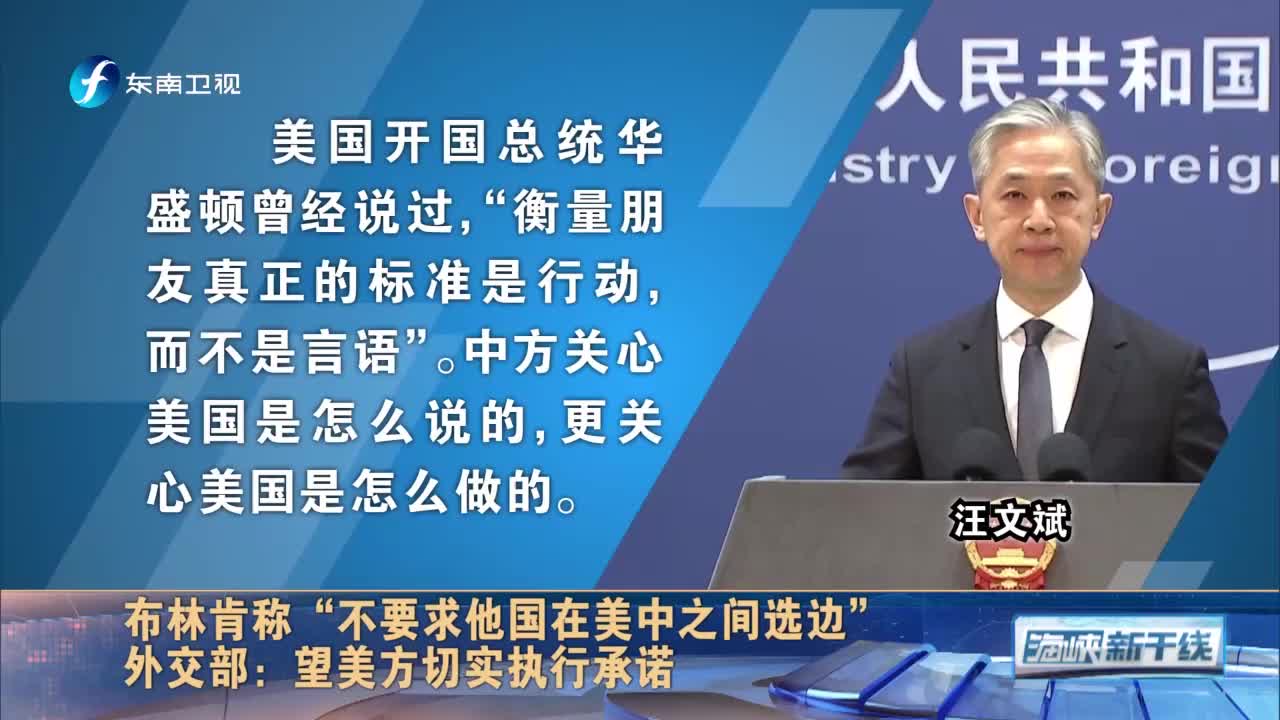 东南卫视
美国开国总统华
盛顿曾经说过，“衡量朋
友真正的标准是行动，
而不是言语”。中方关心
美国是怎么说的，更关
心美国是怎么做的。
人民共和国
istry of Foreign
汪文斌
布林肯称“不要求他国在美中之间选边”
外交部：望美方切实执行承诺
海峡新干线